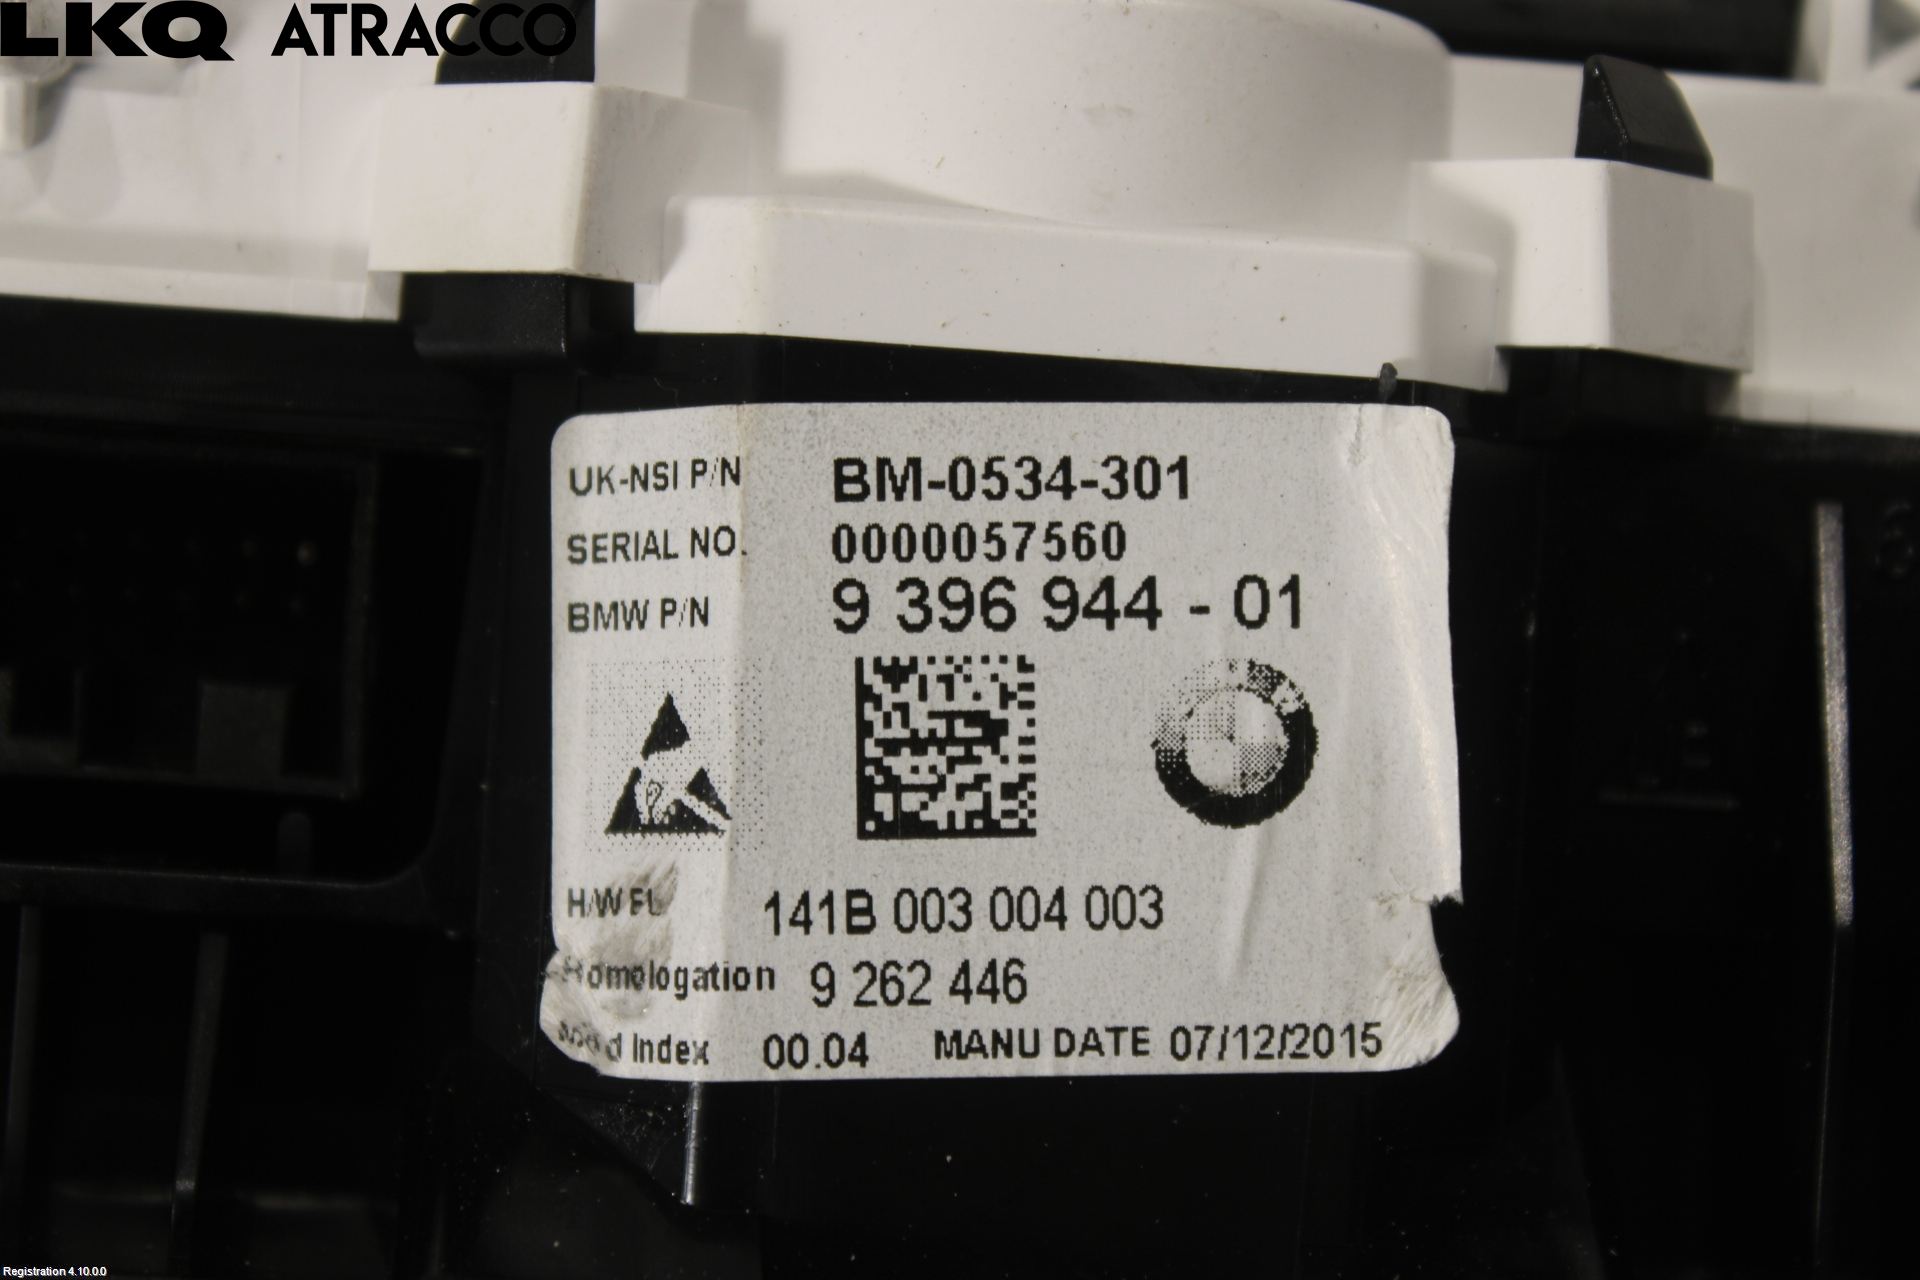 LKQ ATRACCO
UK-NSI P/N BM-0534-301
SERIAL NO. 0000057560
BMW P/N 9 396 944 - 01
H/W FL 141B 003 004 003
Homologation 9 262 446
Index 00.04 MANU DATE 07/12/2015
Registration 4.10.0.0